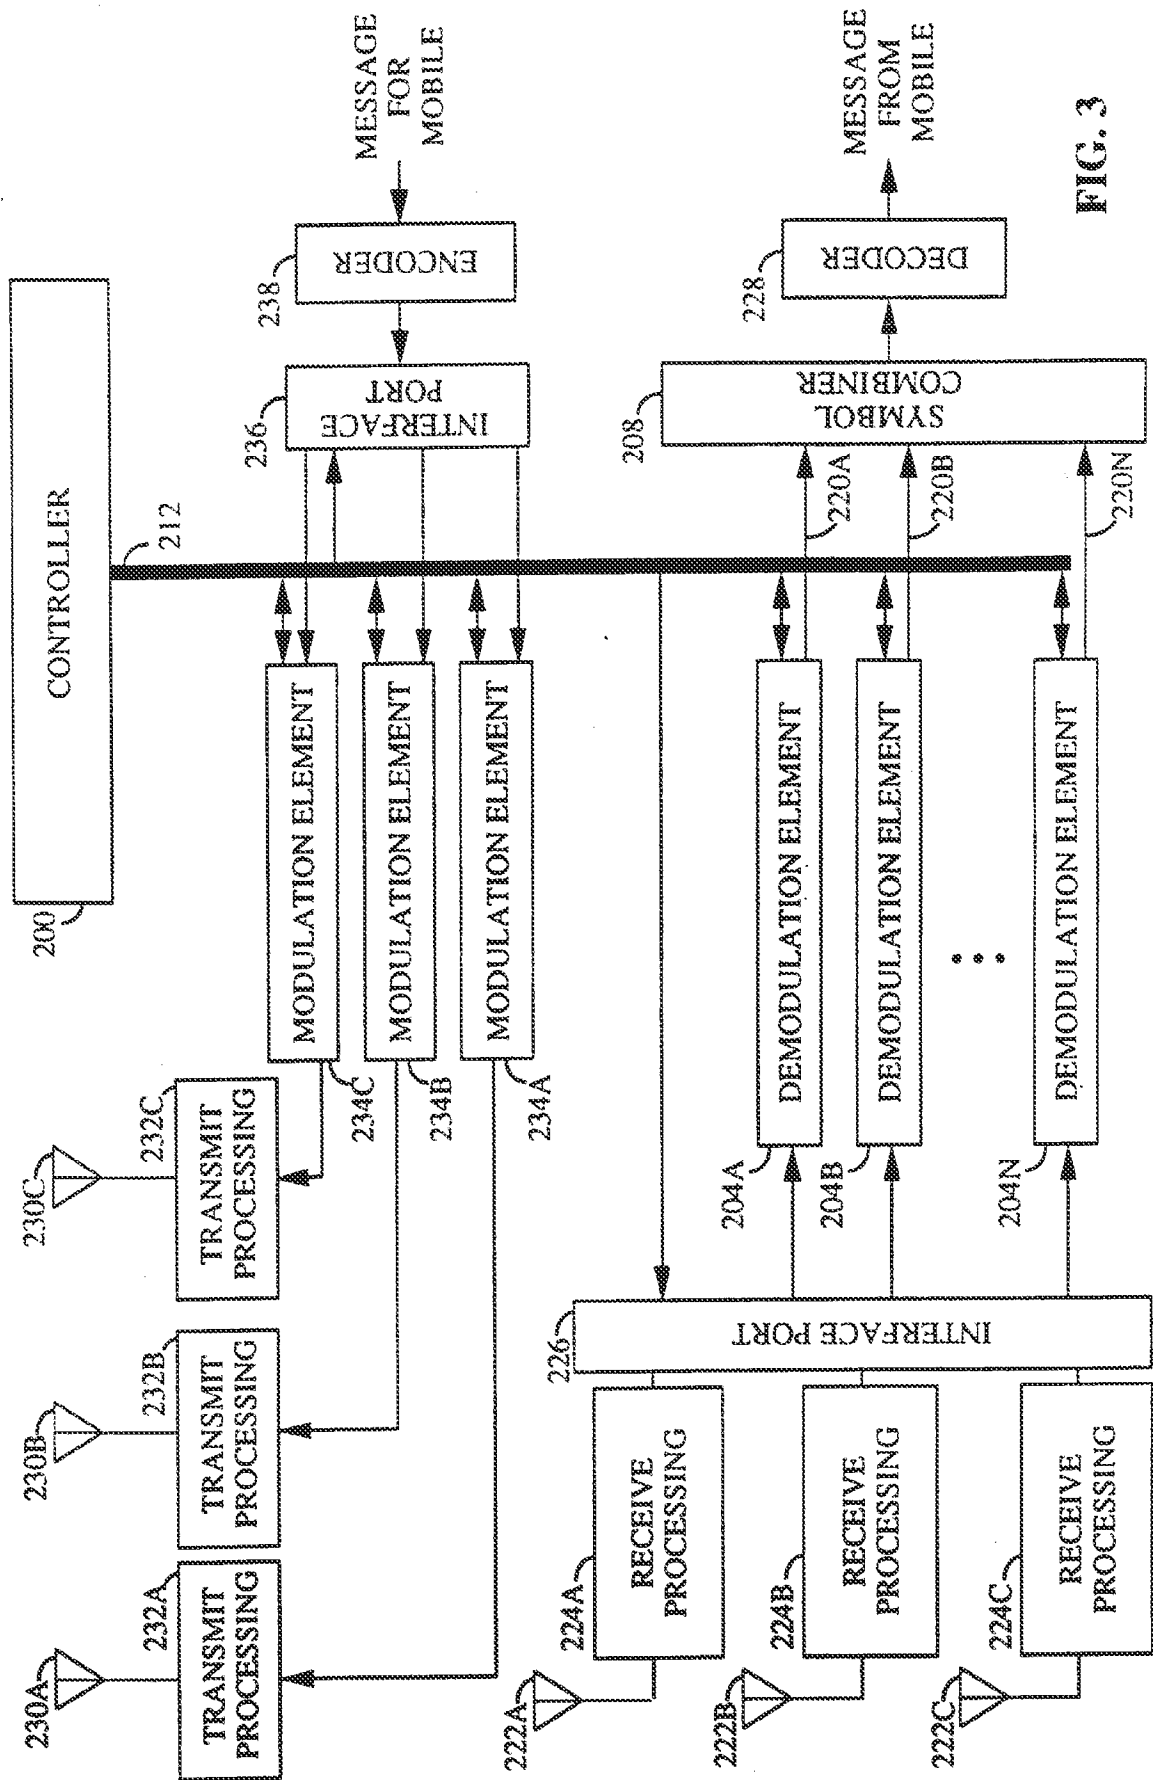 CONTROLLER
200
212
230A
230B
230C
232A
TRANSMIT
PROCESSING
232B
TRANSMIT
PROCESSING
232C
TRANSMIT
PROCESSING
MODULATION ELEMENT
234C
MODULATION ELEMENT
234B
MODULATION ELEMENT
234A
236
INTERFACE
PORT
238
ENCODER
MESSAGE
FOR
MOBILE
222A
224A
RECEIVE
PROCESSING
222B
224B
RECEIVE
PROCESSING
222C
224C
RECEIVE
PROCESSING
226
INTERFACE PORT
204A
DEMODULATION ELEMENT
204B
DEMODULATION ELEMENT
204N
DEMODULATION ELEMENT
220A
220B
220N
208
SYMBOL
COMBINER
228
DECODER
MESSAGE
FROM
MOBILE
FIG. 3